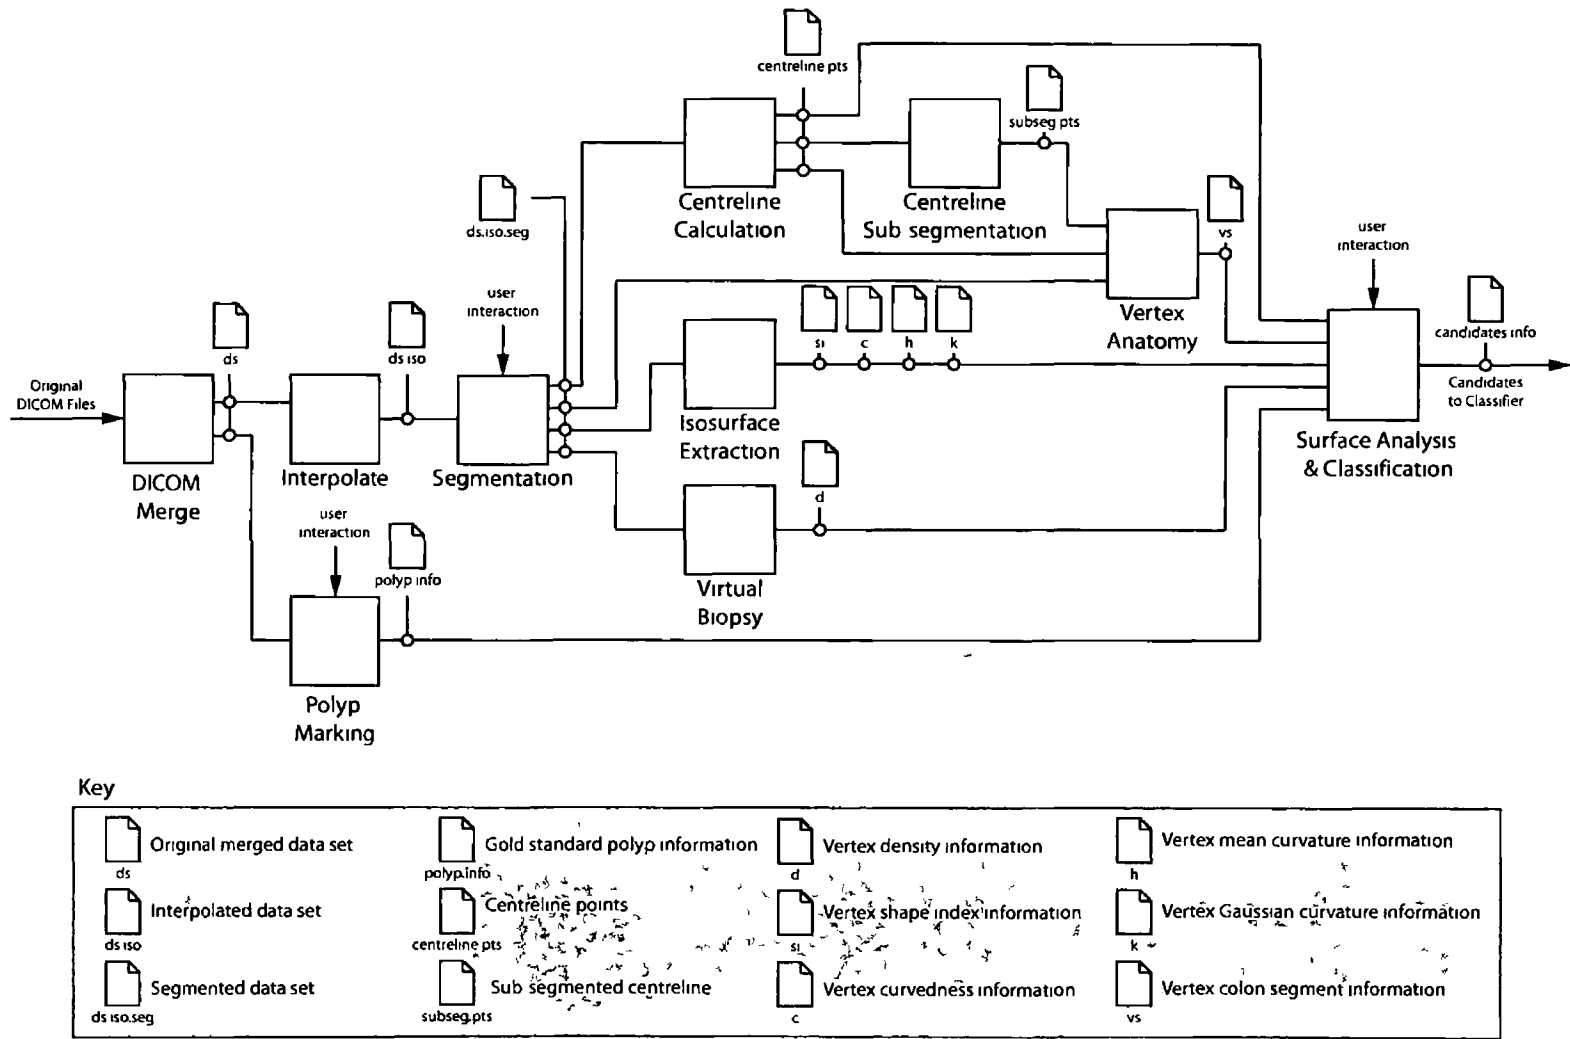 centreline pts
subseg pts
Centreline
Calculation
Centreline
Sub segmentation
ds.iso.seg
vs
user
interaction
user
interaction
Vertex
Anatomy
ds
ds iso
si
c
h
k
candidates info
Original
DICOM Files
Candidates
to Classifier
DICOM
Merge
Interpolate
Segmentation
Isosurface
Extraction
Surface Analysis
& Classification
d
user
interaction
polyp info
Virtual
Biopsy
Polyp
Marking
Key
Original merged data set
ds
Gold standard polyp information
polyp.info
Vertex density information
d
Vertex mean curvature information
h
Interpolated data set
ds iso
Centreline points
centreline pts
Vertex shape index information
si
Vertex Gaussian curvature information
k
Segmented data set
ds iso.seg
Sub segmented centreline
subseg.pts
Vertex curvedness information
c
Vertex colon segment information
vs